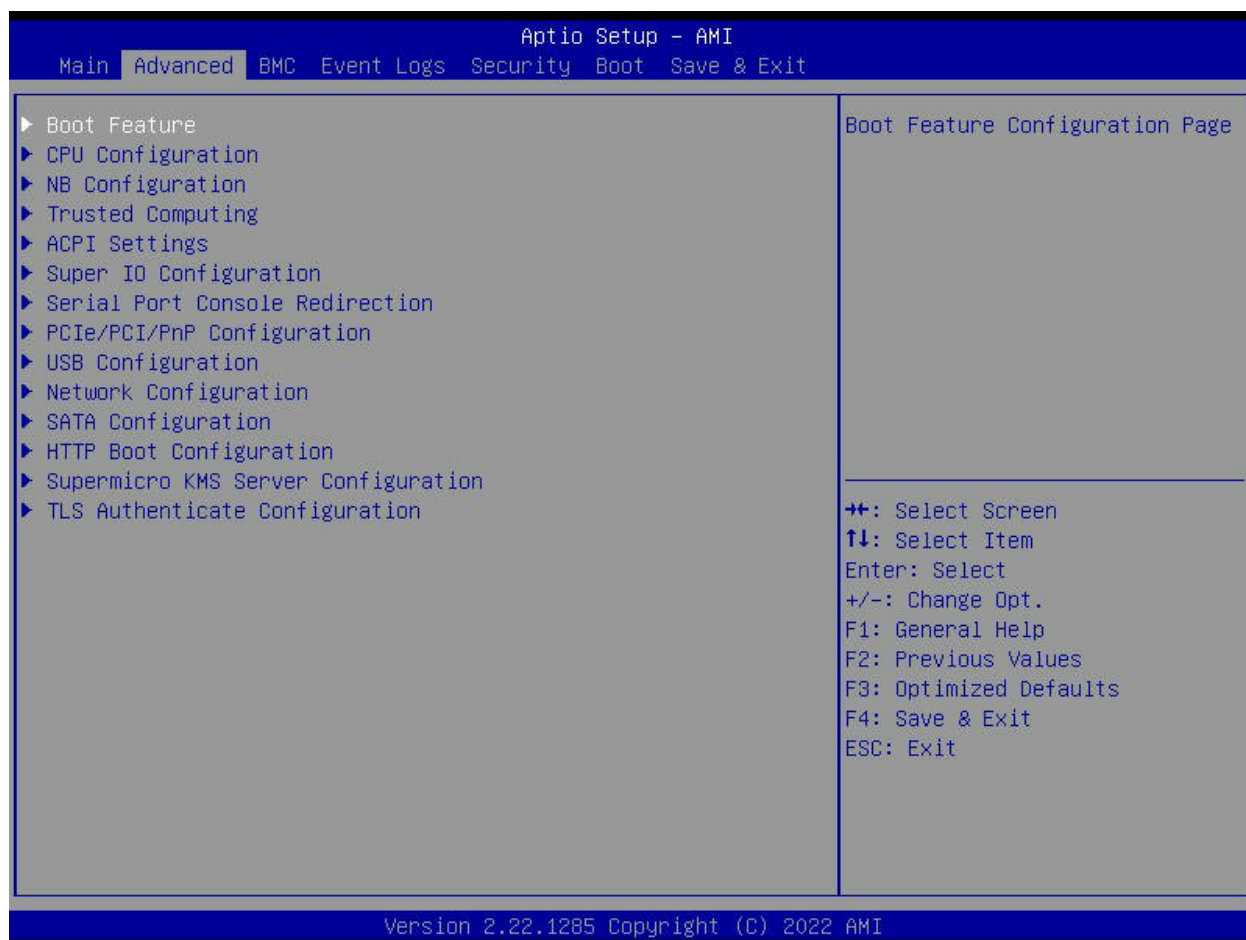 Aptio Setup – AMI
Main Advanced BMC Event Logs Security Boot Save & Exit
▶ Boot Feature
▶ CPU Configuration
▶ NB Configuration
▶ Trusted Computing
▶ ACPI Settings
▶ Super IO Configuration
▶ Serial Port Console Redirection
▶ PCIe/PCI/PnP Configuration
▶ USB Configuration
▶ Network Configuration
▶ SATA Configuration
▶ HTTP Boot Configuration
▶ Supermicro KMS Server Configuration
▶ TLS Authenticate Configuration
Boot Feature Configuration Page
→←: Select Screen
↑↓: Select Item
Enter: Select
+/-: Change Opt.
F1: General Help
F2: Previous Values
F3: Optimized Defaults
F4: Save & Exit
ESC: Exit
Version 2.22.1285 Copyright (C) 2022 AMI